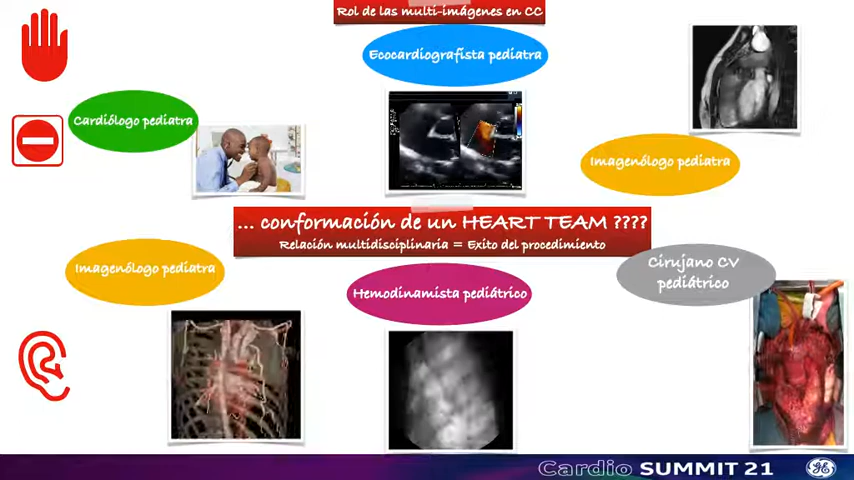 Rol de las multi-imágenes en CC
Ecocardiografista pediatra
Cardiólogo pediatra
Imagenólogo pediatra
... conformación de un HEART TEAM ????
Relación multidisciplinaria = Exito del procedimiento
Imagenólogo pediatra
Hemodinamista pediátrico
Cirujano CV
pediátrico
Cardio SUMMIT 21